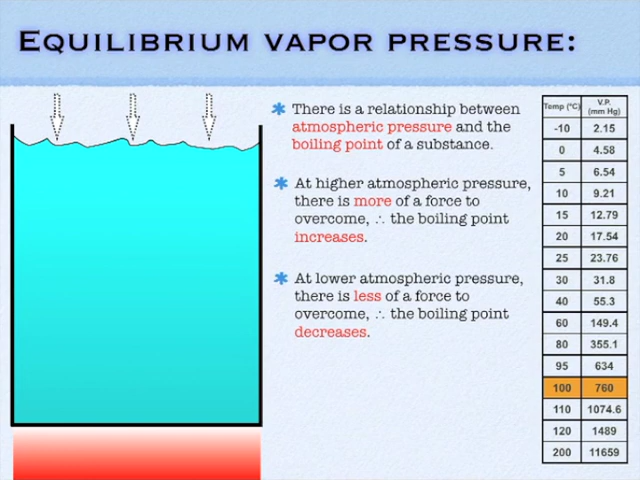 EQUILIBRIUM VAPOR PRESSURE:
There is a relationship between
atmospheric pressure and the
boiling point of a substance.
At higher atmospheric pressure,
there is more of a force to
overcome, ∴ the boiling point
increases.
At lower atmospheric pressure,
there is less of a force to
overcome, ∴ the boiling point
decreases.
Temp (°C) V.P. (mm Hg)
-10 2.15
0 4.58
5 6.54
10 9.21
15 12.79
20 17.54
25 23.76
30 31.8
40 55.3
60 149.4
80 355.1
95 634
100 760
110 1074.6
120 1489
200 11659